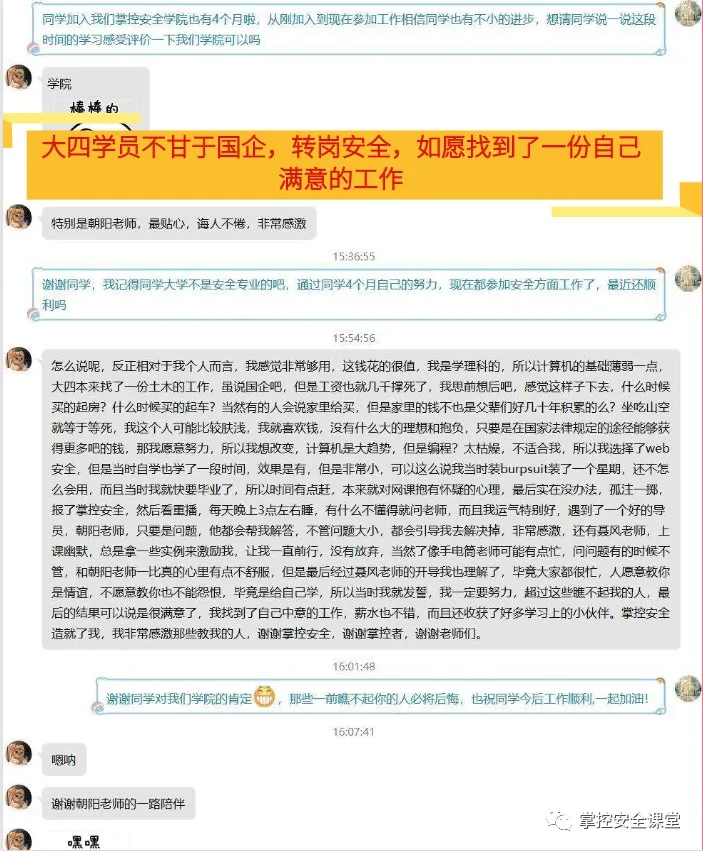 同学加入我们掌控安全学院也有4个月啦，从刚加入到现在参加工作相信同学也有不小的进步，想请同学说一说这段
时间的学习感受评价一下我们学院可以吗
学院
棒棒的
大四学员不甘于国企，转岗安全，如愿找到了一份自己
满意的工作
特别是朝阳老师，最贴心，诲人不倦，非常感激
15:36:55
谢谢同学，我记得同学大学不是安全专业的吧，通过同学4个月自己的努力，现在都参加安全方面工作了，最近还顺
利吗
15:54:56
怎么说呢，反正相对于我个人而言，我感觉非常够用，这钱花的很值，我是学理科的，所以计算机的基础薄弱一点，
大四本来找了一份土木的工作，虽说国企吧，但是工资也就几千撑死了，我思前想后吧，感觉这样子下去，什么时候
买的起房？什么时候买的起车？当然有的人会说家里给买，但是家里的钱不也是父辈们好几十年积累的么？坐吃山空
就等于等死，我这个人可能比较肤浅，我就喜欢钱，没有什么大的理想和抱负，只要是在国家法律规定的途径能够获
得更多吧的钱，那我愿意努力，所以我想改变，计算机是大趋势，但是编程？太枯燥，不适合我，所以我选择了web
安全，但是当时自学也学了一段时间，效果是有，但是非常小，可以这么说我当时装burpsuit装了一个星期，还不怎
么会用，而且当时我就快要毕业了，所以时间有点赶，本来就对网课抱有怀疑的心理，最后实在没办法，孤注一掷，
报了掌控安全，然后看重播，每天晚上3点左右睡，有什么不懂得就问老师，而且我运气特别好，遇到了一个好的导
员，朝阳老师，只要是问题，他都会帮我解答，不管问题大小，都会引导我去解决掉，非常感激，还有聂风老师，上
课幽默，总是拿一些实例来激励我，让我一直前行，没有放弃，当然了像手电筒老师可能有点忙，问问题有的时候不
管，和朝阳老师一比真的心里有点不舒服，但是最后经过聂风老师的开导我也理解了，毕竟大家都很忙，人愿意教你
是情谊，不愿意教你也不能怨恨，毕竟是给自己学，所以当时我就发誓，我一定要努力，超过这些瞧不起我的人，最
后的结果可以说是很满意了，我找到了自己中意的工作，薪水也不错，而且还收获了好多学习上的小伙伴。掌控安全
造就了我，我非常感激那些教我的人，谢谢掌控安全，谢谢掌控者，谢谢老师们。
16:01:48
谢谢同学对我们学院的肯定，那些一前瞧不起你的人必将后悔，也祝同学今后工作顺利,一起加油！
16:07:41
嗯呐
谢谢朝阳老师的一路陪伴
嘿嘿
掌控安全课堂